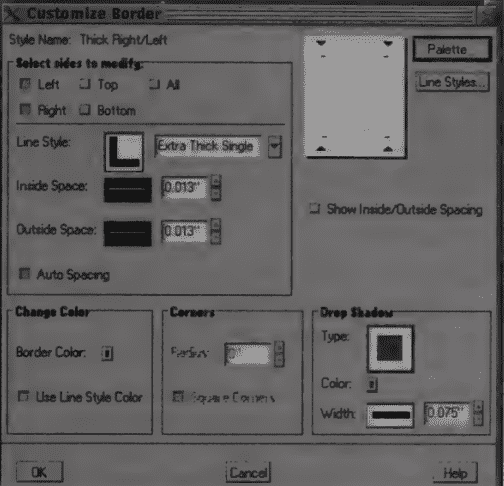 Customize Border
Style Name: Thick Right/Left
Palette...
Select sides to modify:
Left Top All
Line Styles...
Right Bottom
Line Style: Extra Thick Single
Inside Space: 0.013"
Show Inside/Outside Spacing
Outside Space: 0.013"
Auto Spacing
Change Color Corners Drop Shadow
Type:
Border Color: Radius: 0"
Color:
Use Line Style Color Square Corners
Width: 0.075"
OK Cancel Help